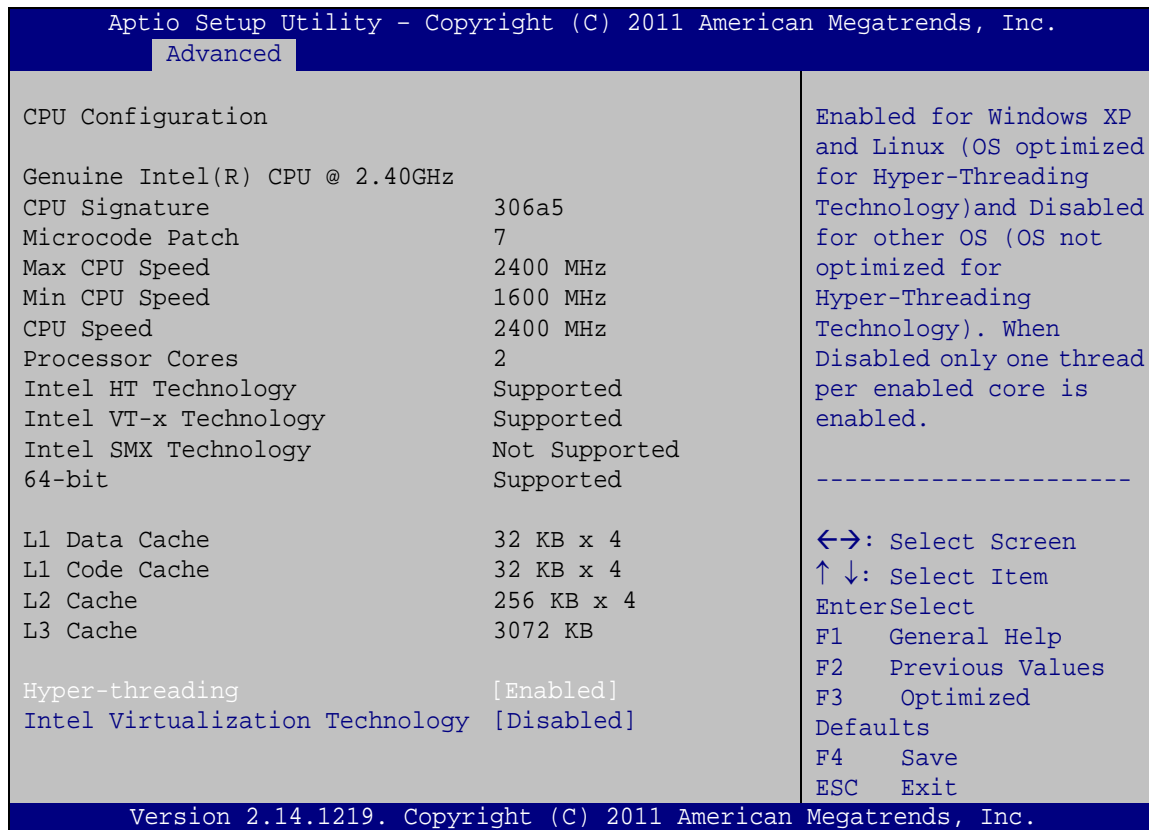 Aptio Setup Utility – Copyright (C) 2011 American Megatrends, Inc.
Advanced
CPU Configuration
Genuine Intel(R) CPU @ 2.40GHz
CPU Signature 306a5
Microcode Patch 7
Max CPU Speed 2400 MHz
Min CPU Speed 1600 MHz
CPU Speed 2400 MHz
Processor Cores 2
Intel HT Technology Supported
Intel VT-x Technology Supported
Intel SMX Technology Not Supported
64-bit Supported
L1 Data Cache 32 KB x 4
L1 Code Cache 32 KB x 4
L2 Cache 256 KB x 4
L3 Cache 3072 KB
Hyper-threading [Enabled]
Intel Virtualization Technology [Disabled]
Enabled for Windows XP
and Linux (OS optimized
for Hyper-Threading
Technology)and Disabled
for other OS (OS not
optimized for
Hyper-Threading
Technology). When
Disabled only one thread
per enabled core is
enabled.
----------------------
←→: Select Screen
↑ ↓: Select Item
EnterSelect
F1 General Help
F2 Previous Values
F3 Optimized
Defaults
F4 Save
ESC Exit
Version 2.14.1219. Copyright (C) 2011 American Megatrends, Inc.